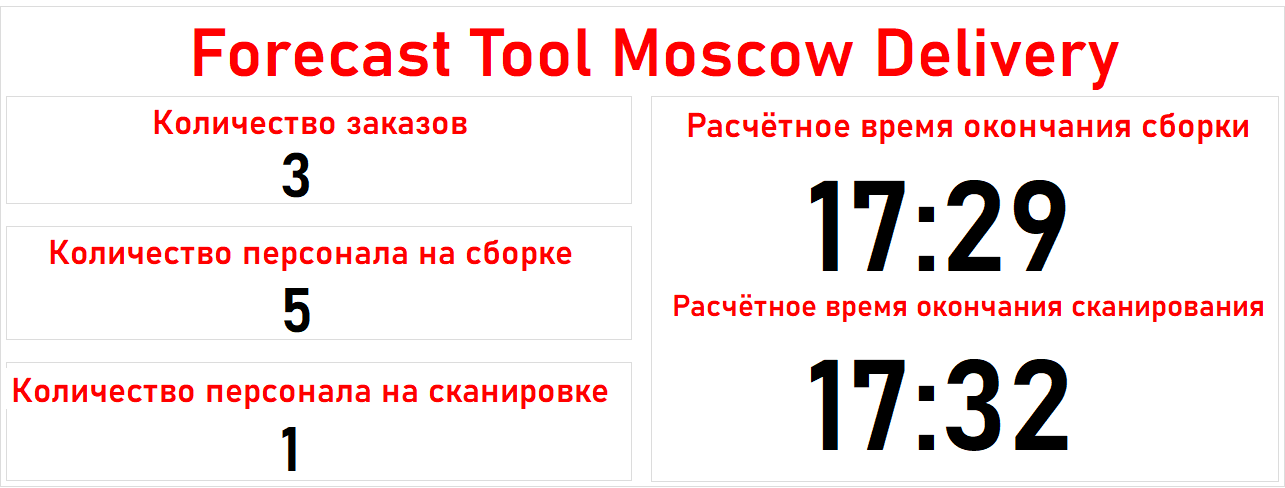 Forecast Tool Moscow Delivery
Количество заказов
3
Количество персонала на сборке
5
Количество персонала на сканировке
1
Расчётное время окончания сборки
17:29
Расчётное время окончания сканирования
17:32